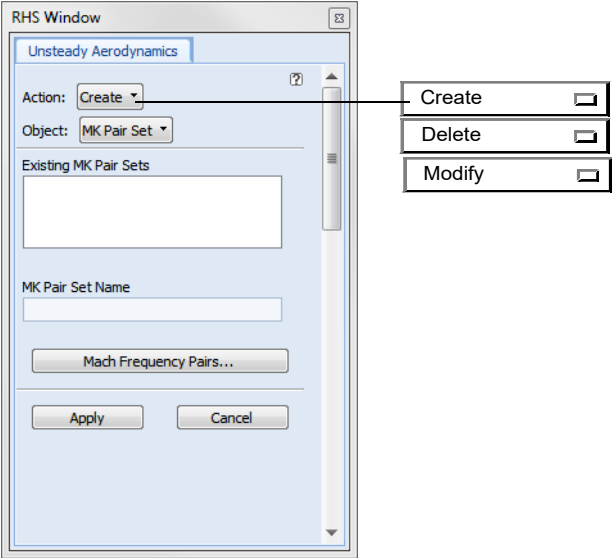 RHS Window
Unsteady Aerodynamics
?
Action: Create
Object: MK Pair Set
Existing MK Pair Sets
MK Pair Set Name
Mach Frequency Pairs...
Apply Cancel
Create
Delete
Modify